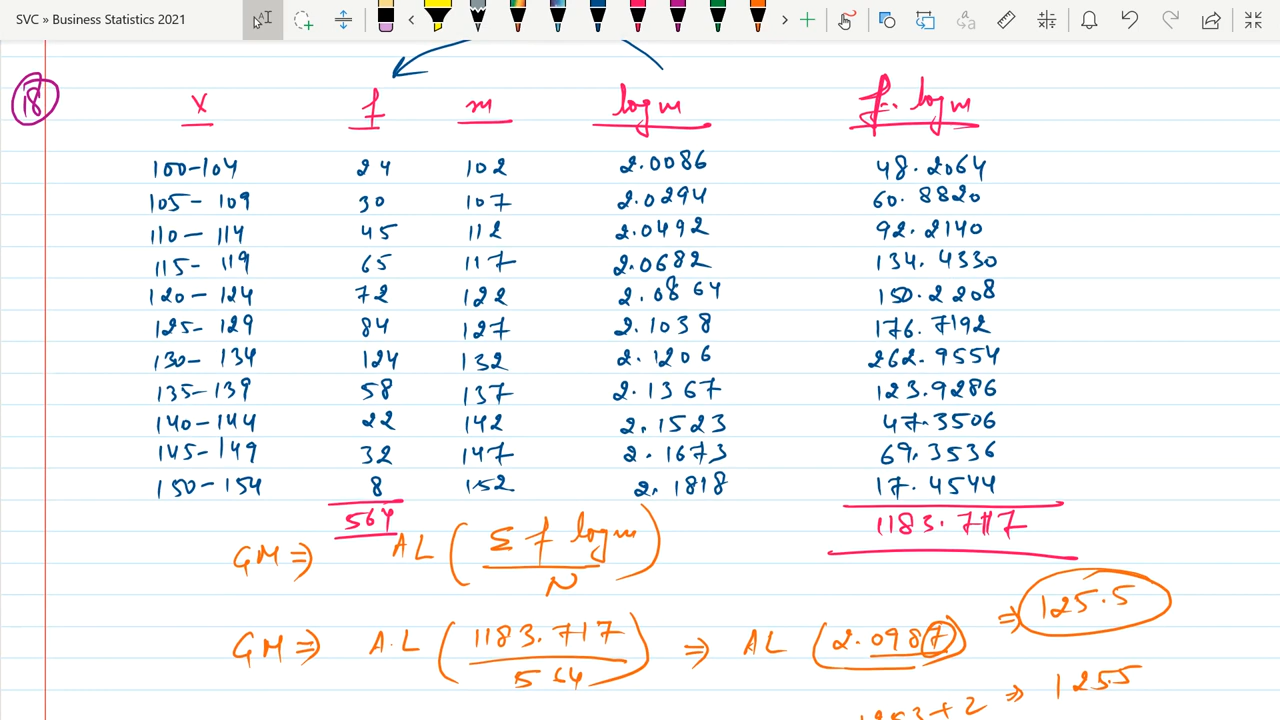 SVC » Business Statistics 2021
18
X f m log m f. log m
100-104 24 102 2.0086 48.2064
105-109 30 107 2.0294 60.8820
110-114 45 112 2.0492 92.2140
115-119 65 117 2.0682 134.4330
120-124 72 122 2.0864 150.2208
125-129 84 127 2.1038 176.7192
130-134 124 132 2.1206 262.9554
135-139 58 137 2.1367 123.9286
140-144 22 142 2.1523 47.3506
145-149 32 147 2.1673 69.3536
150-154 8 152 2.1818 17.4544
564 1183.717
GM ⇒ AL ( Σ f log m / N )
GM ⇒ A.L ( 1183.717 / 564 ) ⇒ AL ( 2.0987 ) ⇒ 125.5
+2 ⇒ 125.5